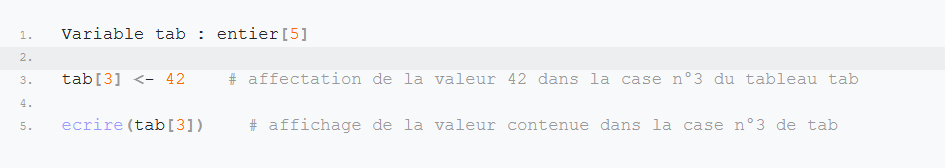 1. Variable tab : entier[5]
2.
3. tab[3] <- 42 # affectation de la valeur 42 dans la case n°3 du tableau tab
4.
5. ecrire(tab[3]) # affichage de la valeur contenue dans la case n°3 de tab